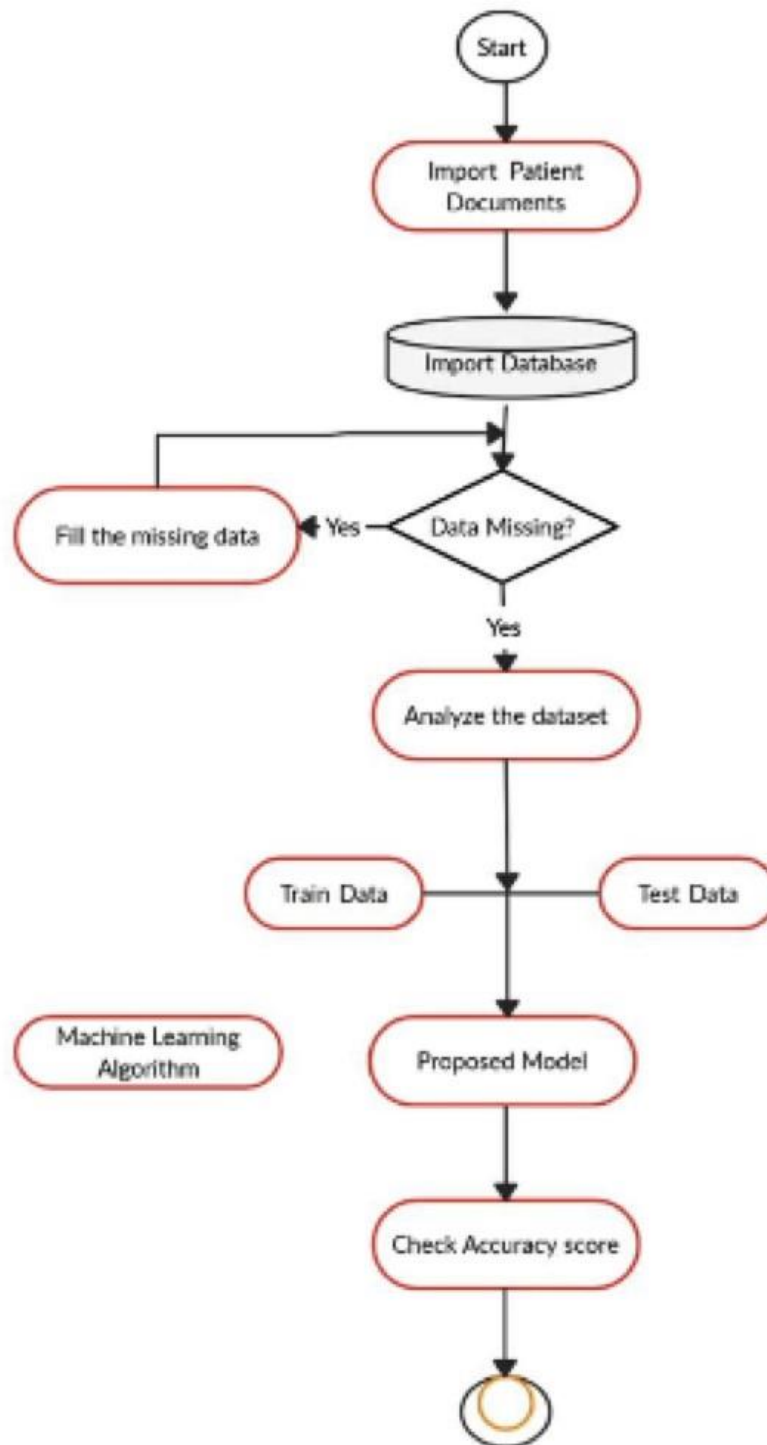 Start
Import Patient
Documents
Import Database
Fill the missing data
Yes
Data Missing?
Yes
Analyze the dataset
Train Data
Test Data
Machine Learning
Algorithm
Proposed Model
Check Accuracy score